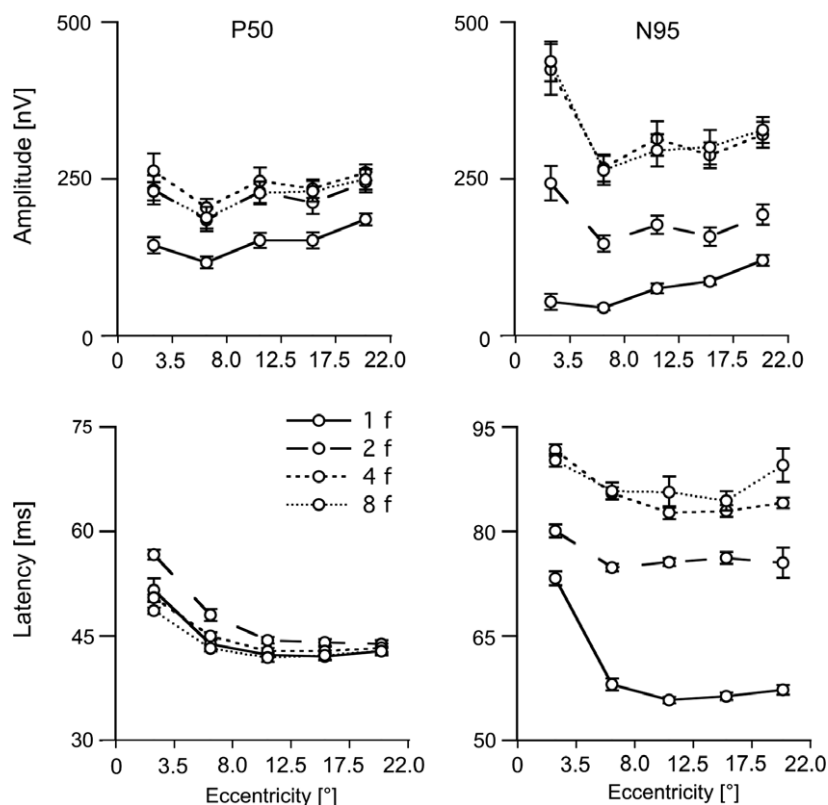 P50
N95
500
250
0
Amplitude [nV]
0 3.5 8.0 12.5 17.5 22.0
500
250
0
0 3.5 8.0 12.5 17.5 22.0
75
60
45
30
Latency [ms]
1 f
2 f
4 f
8 f
0 3.5 8.0 12.5 17.5 22.0
Eccentricity [°]
95
80
65
50
0 3.5 8.0 12.5 17.5 22.0
Eccentricity [°]